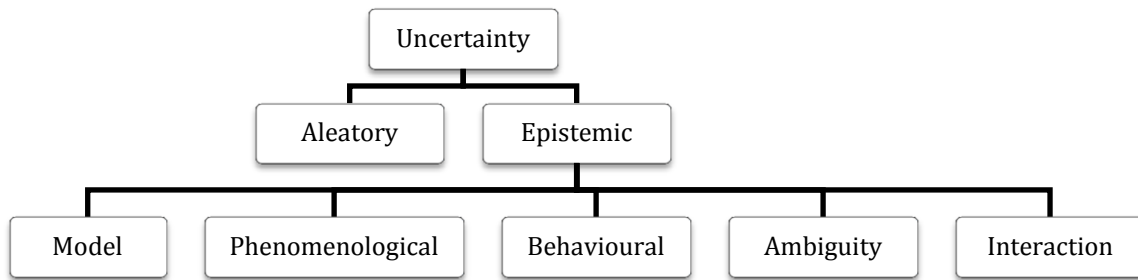 Uncertainty
Aleatory Epistemic
Model Phenomenological Behavioural Ambiguity Interaction